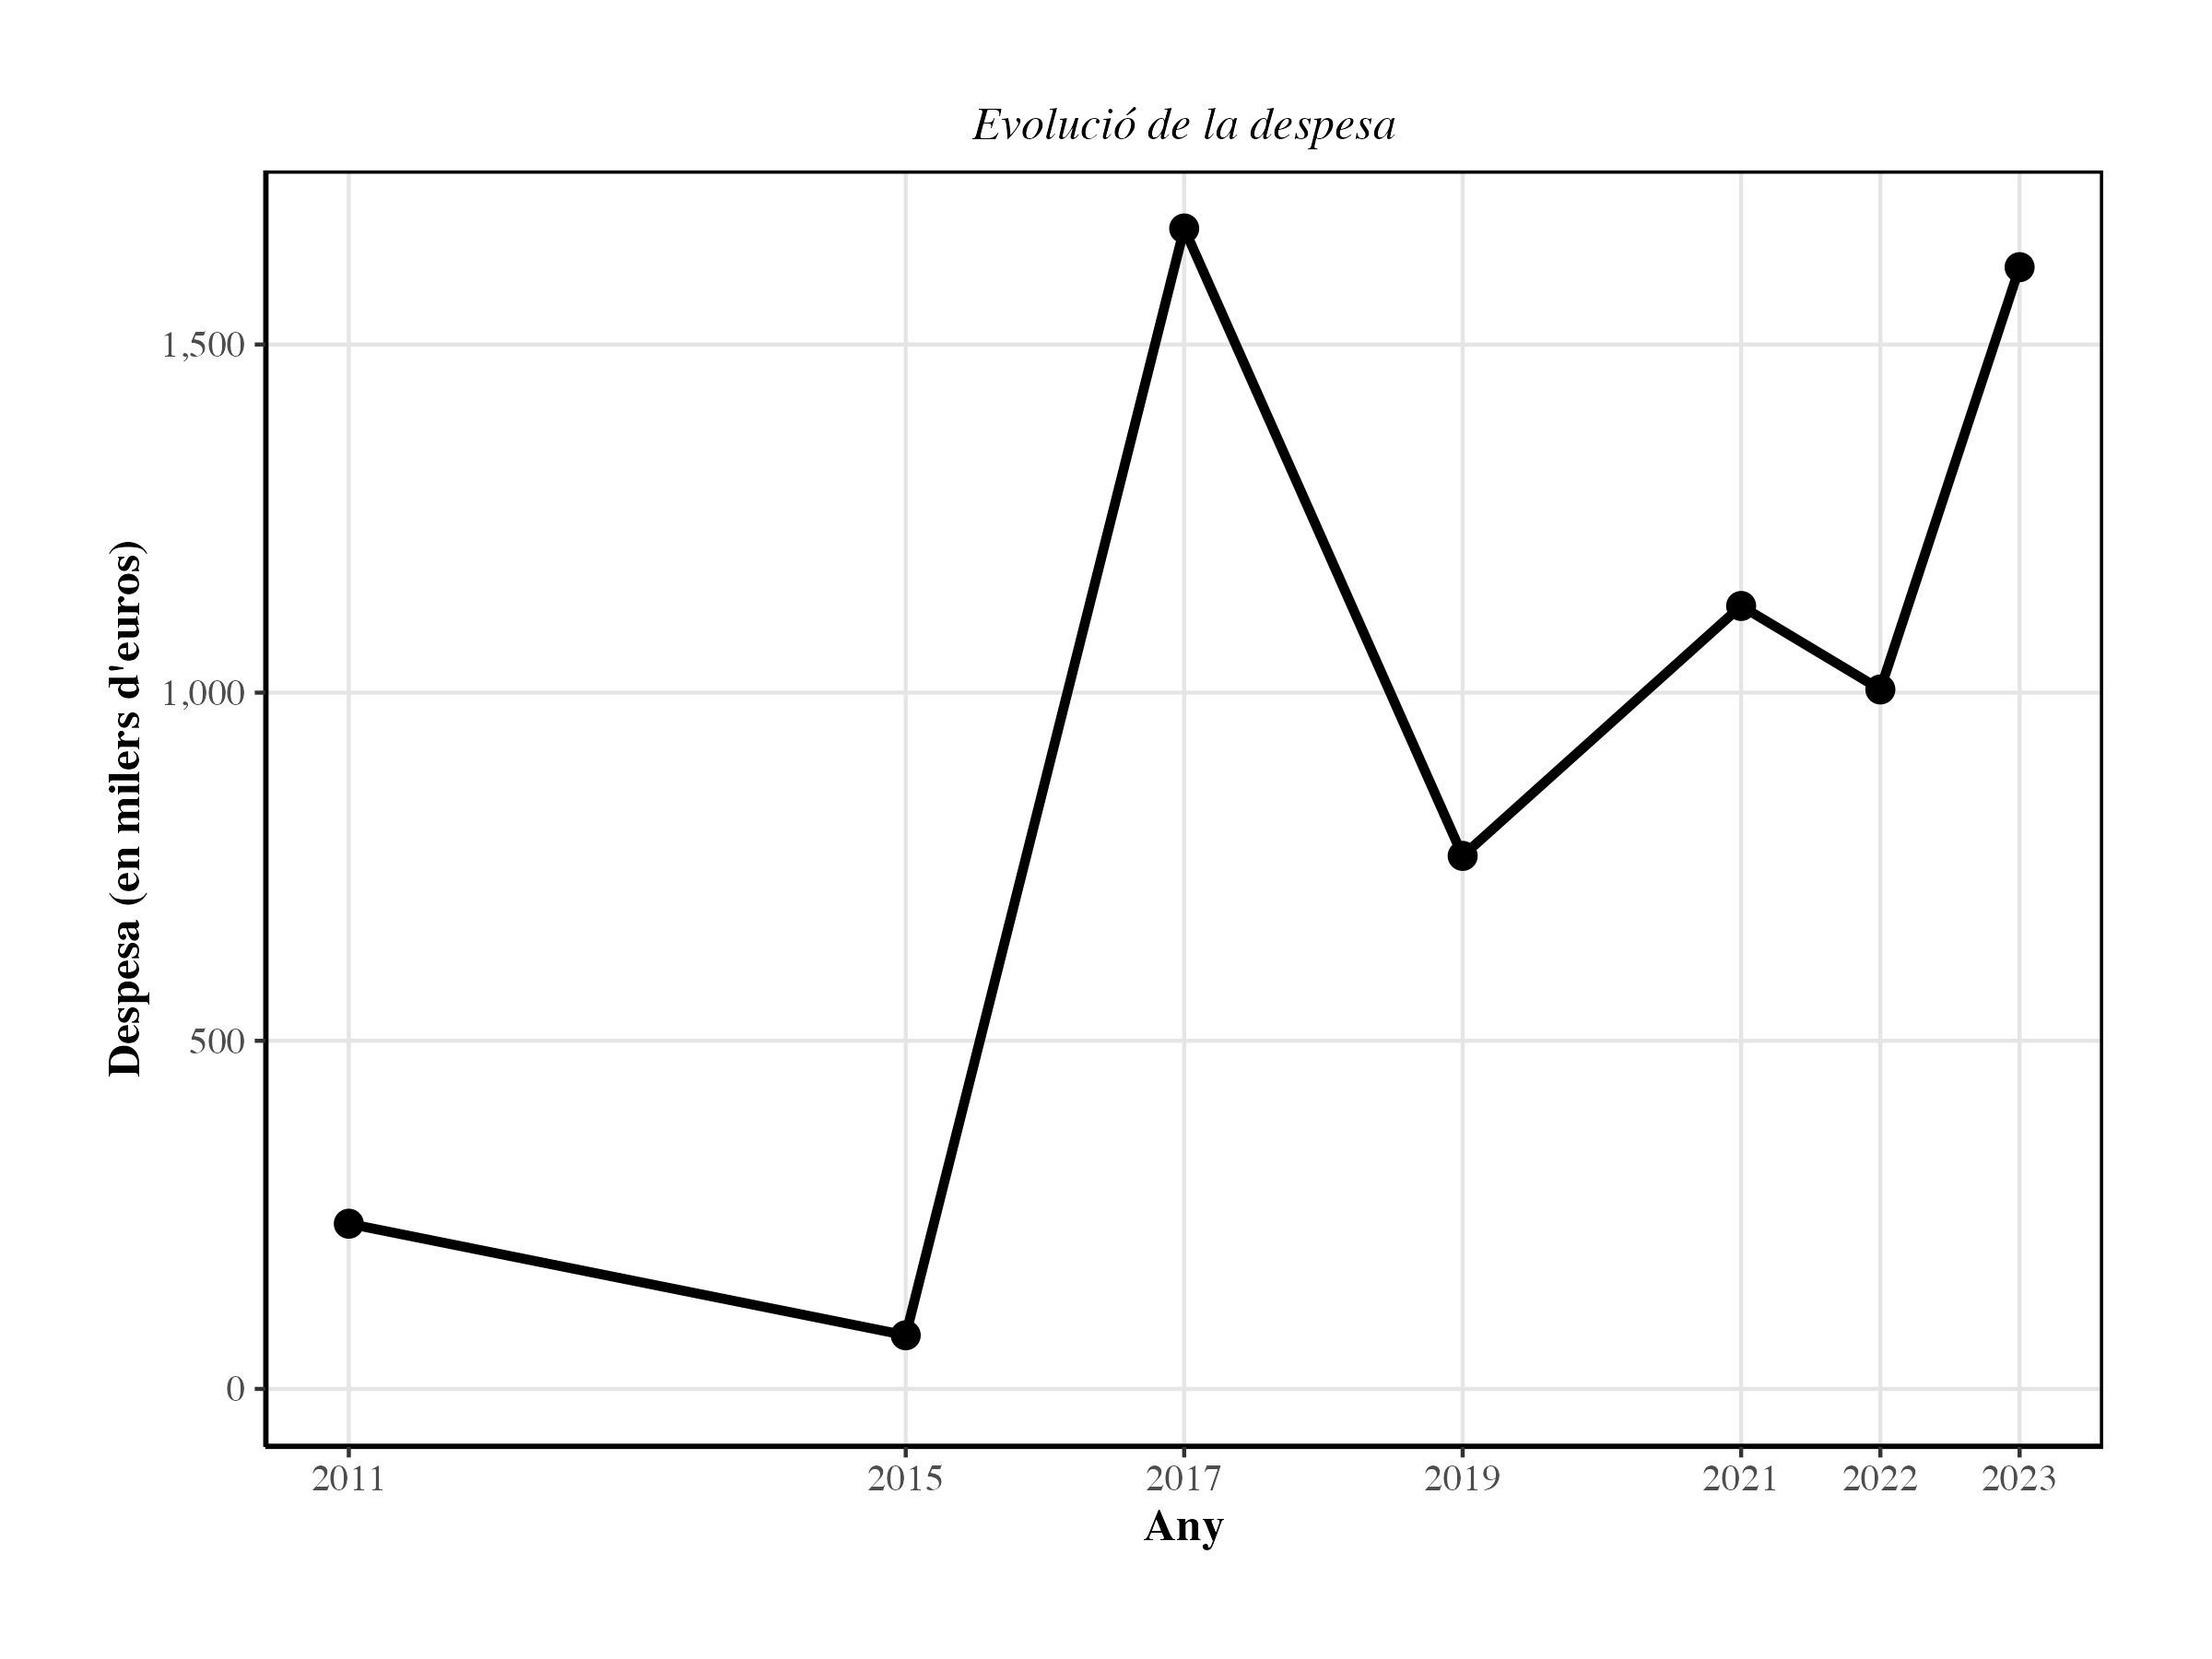 Evolució de la despesa
Despesa (en milers d'euros)
1,500
1,000
500
0
2011 2015 2017 2019 2021 2022 2023
Any